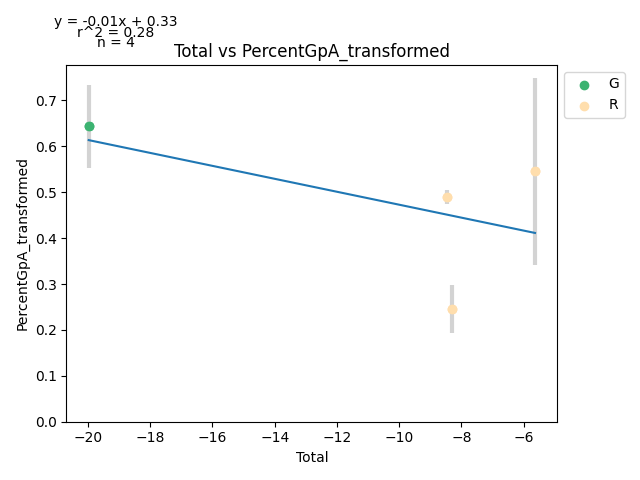 y = -0.01x + 0.33
r^2 = 0.28
n = 4
Total vs PercentGpA_transformed
G
R
PercentGpA_transformed
0.7
0.6
0.5
0.4
0.3
0.2
0.1
0.0
−20
−18
−16
−14
−12
−10
−8
−6
Total